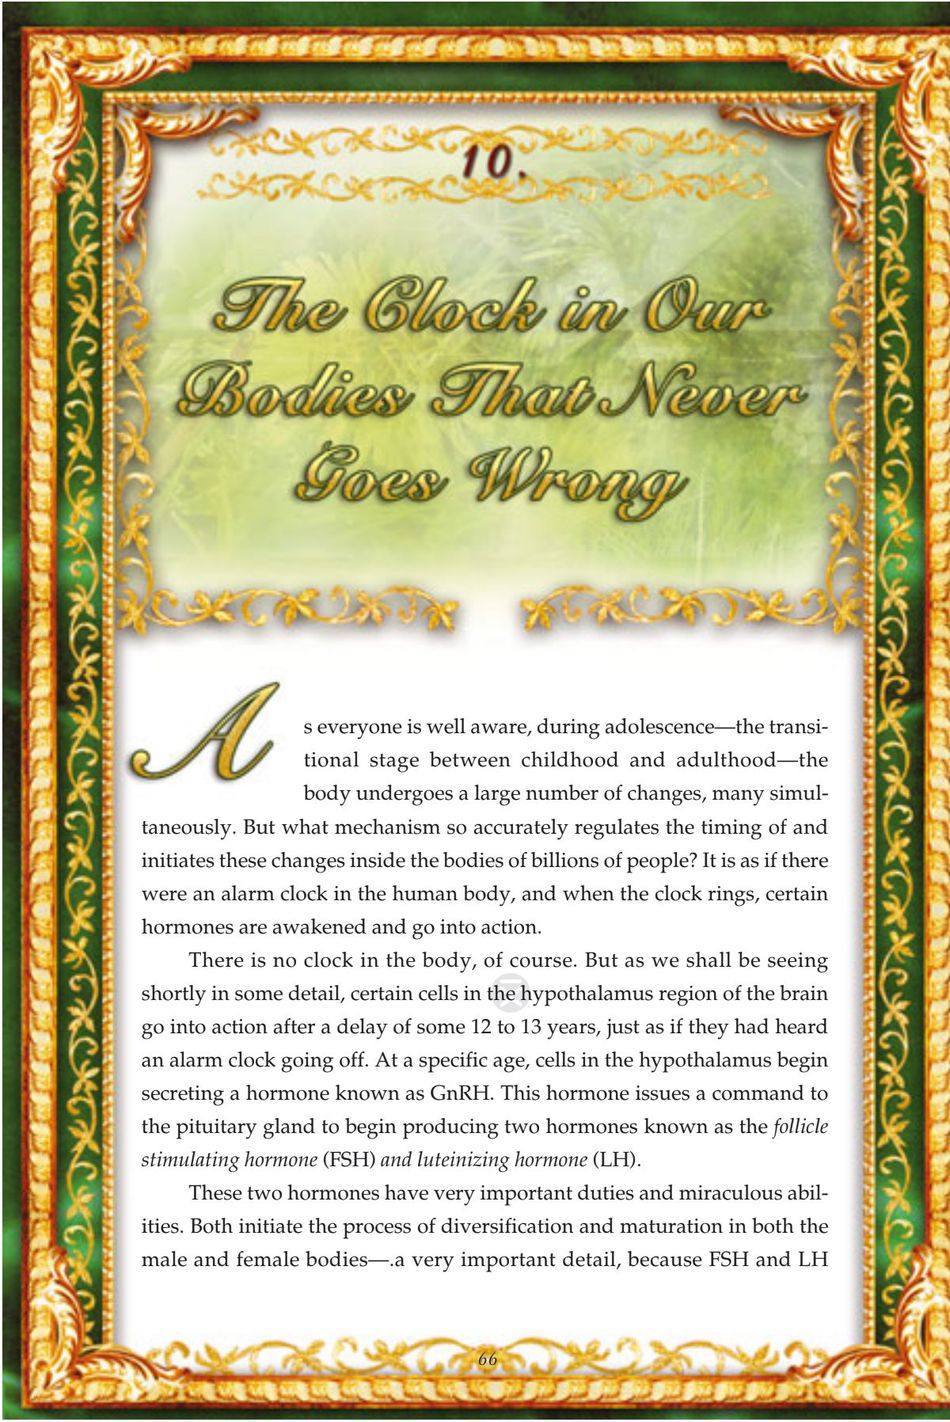 10.
The Clock in Our
Bodies That Never
Goes Wrong
As everyone is well aware, during adolescence—the transi-
tional stage between childhood and adulthood—the
body undergoes a large number of changes, many simul-
taneously. But what mechanism so accurately regulates the timing of and
initiates these changes inside the bodies of billions of people? It is as if there
were an alarm clock in the human body, and when the clock rings, certain
hormones are awakened and go into action.
There is no clock in the body, of course. But as we shall be seeing
shortly in some detail, certain cells in the hypothalamus region of the brain
go into action after a delay of some 12 to 13 years, just as if they had heard
an alarm clock going off. At a specific age, cells in the hypothalamus begin
secreting a hormone known as GnRH. This hormone issues a command to
the pituitary gland to begin producing two hormones known as the follicle
stimulating hormone (FSH) and luteinizing hormone (LH).
These two hormones have very important duties and miraculous abil-
ities. Both initiate the process of diversification and maturation in both the
male and female bodies—.a very important detail, because FSH and LH
66